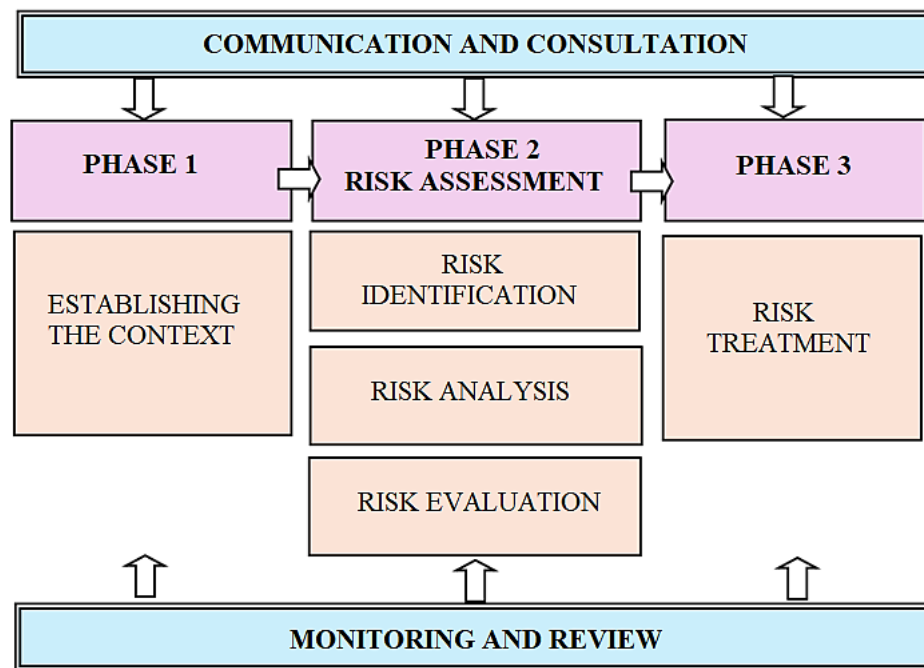 COMMUNICATION AND CONSULTATION
PHASE 1
PHASE 2
RISK ASSESSMENT
PHASE 3
ESTABLISHING
THE CONTEXT
RISK
IDENTIFICATION
RISK ANALYSIS
RISK EVALUATION
RISK
TREATMENT
MONITORING AND REVIEW